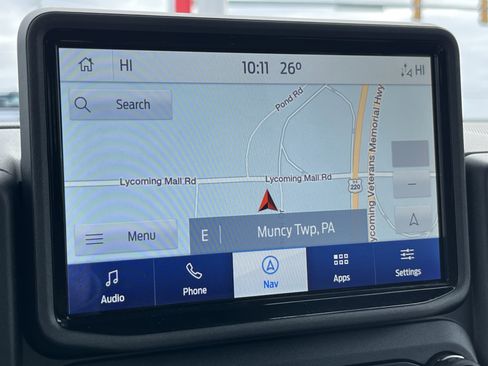 HI 10:11 26° HI
Search
Pond Rd
Lycoming Mall Rd
Lycoming Mall Rd
220
Lycoming Veterans Memorial Hwy
Menu
E Muncy Twp, PA
Audio
Phone
Nav
Apps
Settings